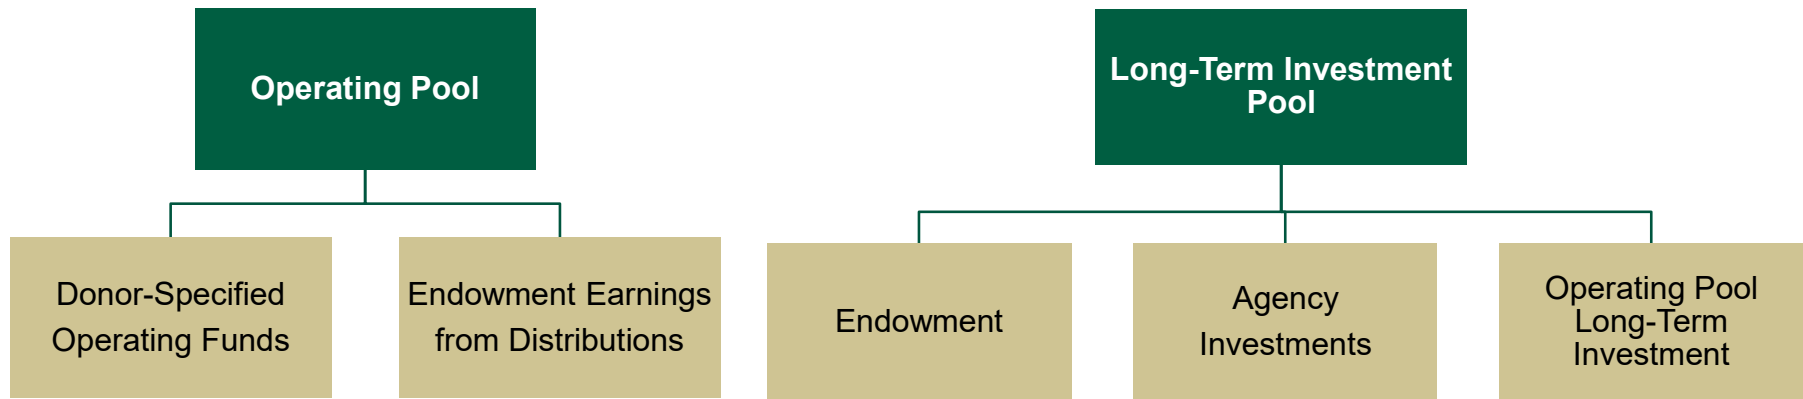 Operating Pool
Long-Term Investment
Pool
Donor-Specified
Operating Funds
Endowment Earnings
from Distributions
Endowment
Agency
Investments
Operating Pool
Long-Term
Investment